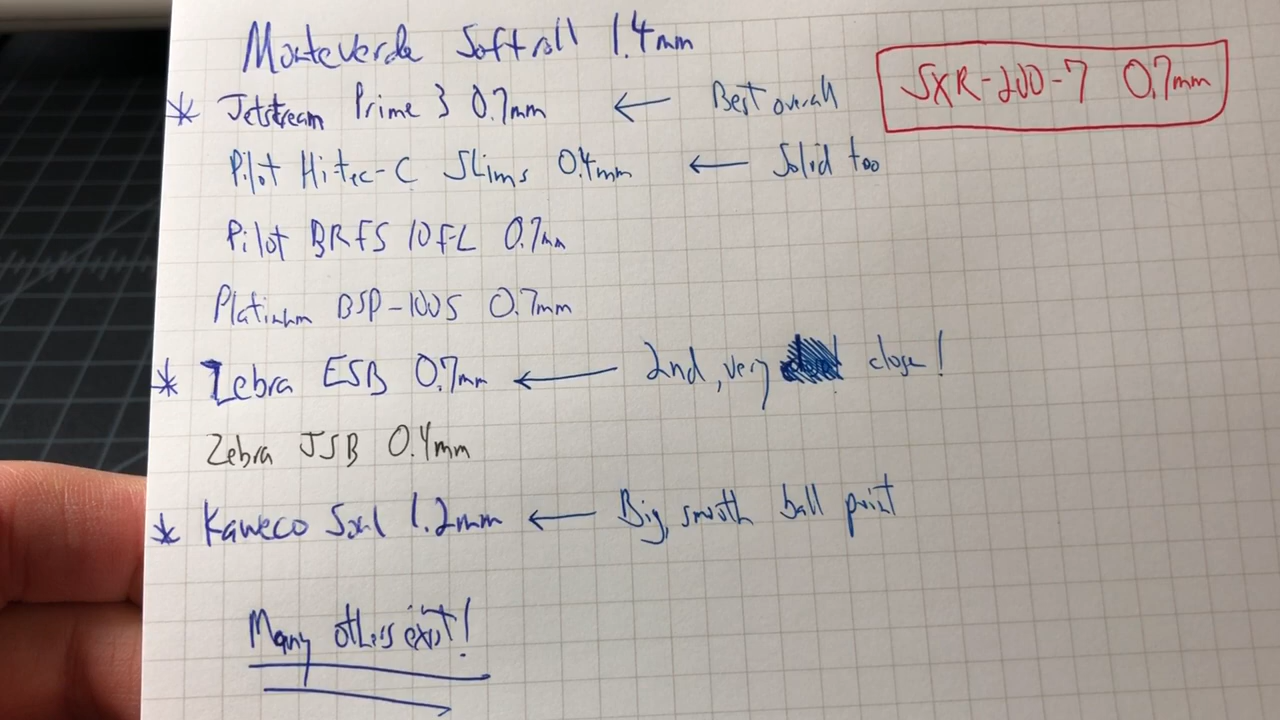 Monteverde Softroll 1.4mm
* Jetstream Prime 3 0.7mm ← Best overall
SXR-200-7 0.7mm
Pilot Hitec-C Slims 0.4mm ← Solid too
Pilot BRFS 10FL 0.7mm
Platinum BSP-100S 0.7mm
* Zebra ESB 0.7mm ← 2nd, very close!
Zebra JSB 0.4mm
* Kaweco Soul 1.2mm ← Big, smooth ball point
Many others exist!